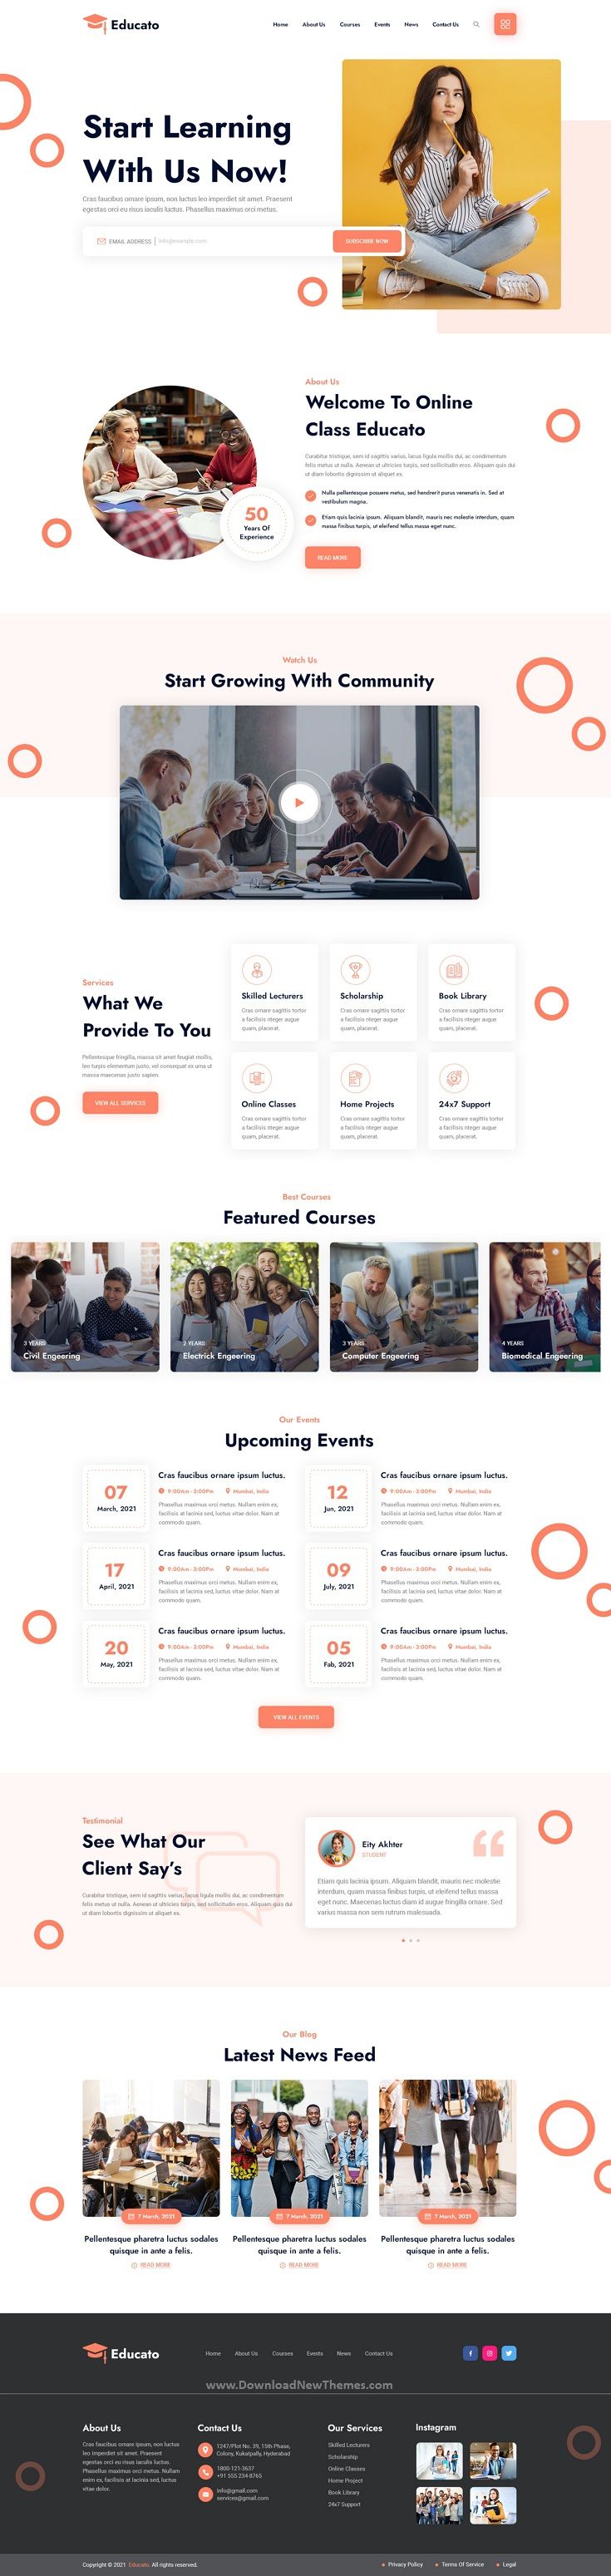 Educato
Home About Us Courses Events News Contact Us
Start Learning
With Us Now!
Cras faucibus ornare ipsum, non luctus leo imperdiet sit amet. Praesent
egestas orci eu risus iaculis luctus. Phasellus maximus orci metus.
EMAIL ADDRESS info@example.com
SUBSCRIBE NOW
About Us
Welcome To Online
Class Educato
Curabitur tristique, sem id sagittis varius, lacus ligula mollis dui, ac condimentum
felis metus ut nulla. Aenean ut ultricies turpis, sed sollicitudin eros. Aliquam quis dui
ut diam lobortis dignissim ut aliquet ex.
Nulla pellentesque posuere metus, sed hendrerit purus venenatis in. Sed at
vestibulum magna.
Etiam quis lacinia ipsum. Aliquam blandit, mauris nec molestie interdum, quam
massa finibus turpis, ut eleifend tellus massa eget nunc.
50
Years Of
Experience
READ MORE
Watch Us
Start Growing With Community
Services
What We
Provide To You
Pellentesque fringilla, massa sit amet feugiat mollis,
leo turpis elementum justo, vel consequat ex urna ut
massa maecenas justo sapien.
VIEW ALL SERVICES
Skilled Lecturers
Cras ornare sagittis tortor
a facilisis nteger augue
quam, placerat.
Scholarship
Cras ornare sagittis tortor
a facilisis nteger augue
quam, placerat.
Book Library
Cras ornare sagittis tortor
a facilisis nteger augue
quam, placerat.
Online Classes
Cras ornare sagittis tortor
a facilisis nteger augue
quam, placerat.
Home Projects
Cras ornare sagittis tortor
a facilisis nteger augue
quam, placerat.
24x7 Support
Cras ornare sagittis tortor
a facilisis nteger augue
quam, placerat.
Best Courses
Featured Courses
3 YEARS
Civil Engeering
2 YEARS
Electrick Engeering
3 YEARS
Computer Engeering
4 YEARS
Biomedical Engeering
Our Events
Upcoming Events
07
March, 2021
Cras faucibus ornare ipsum luctus.
9:00Am - 3:00Pm Mumbai, India
Phasellus maximus orci metus. Nullam enim ex,
facilisis at lacinia sed, luctus vitae dolor. Nam at
commodo quam.
12
Jun, 2021
Cras faucibus ornare ipsum luctus.
9:00Am - 3:00Pm Mumbai, India
Phasellus maximus orci metus. Nullam enim ex,
facilisis at lacinia sed, luctus vitae dolor. Nam at
commodo quam.
17
April, 2021
Cras faucibus ornare ipsum luctus.
9:00Am - 3:00Pm Mumbai, India
Phasellus maximus orci metus. Nullam enim ex,
facilisis at lacinia sed, luctus vitae dolor. Nam at
commodo quam.
09
July, 2021
Cras faucibus ornare ipsum luctus.
9:00Am - 3:00Pm Mumbai, India
Phasellus maximus orci metus. Nullam enim ex,
facilisis at lacinia sed, luctus vitae dolor. Nam at
commodo quam.
20
May, 2021
Cras faucibus ornare ipsum luctus.
9:00Am - 3:00Pm Mumbai, India
Phasellus maximus orci metus. Nullam enim ex,
facilisis at lacinia sed, luctus vitae dolor. Nam at
commodo quam.
05
Fab, 2021
Cras faucibus ornare ipsum luctus.
9:00Am - 3:00Pm Mumbai, India
Phasellus maximus orci metus. Nullam enim ex,
facilisis at lacinia sed, luctus vitae dolor. Nam at
commodo quam.
VIEW ALL EVENTS
Testimonial
See What Our
Client Say's
Curabitur tristique, sem id sagittis varius, lacus ligula mollis dui, ac condimentum
felis metus ut nulla. Aenean ut ultricies turpis, sed sollicitudin eros. Aliquam quis dui
ut diam lobortis dignissim ut aliquet ex.
Eity Akhter
STUDENT
Etiam quis lacinia ipsum. Aliquam blandit, mauris nec molestie
interdum, quam massa finibus turpis, ut eleifend tellus massa
eget nunc. Maecenas luctus diam id augue fringilla ornare. Sed
varius massa non sem rutrum malesuada.
Our Blog
Latest News Feed
7 March, 2021
Pellentesque pharetra luctus sodales
quisque in ante a felis.
READ MORE
7 March, 2021
Pellentesque pharetra luctus sodales
quisque in ante a felis.
READ MORE
7 March, 2021
Pellentesque pharetra luctus sodales
quisque in ante a felis.
READ MORE
Educato
Home About Us Courses Events News Contact Us
www.DownloadNewThemes.com
About Us
Cras faucibus ornare ipsum, non luctus
leo imperdiet sit amet. Praesent
egestas orci eu risus iaculis luctus.
Phasellus maximus orci metus. Nullam
enim ex, facilisis at lacinia sed, luctus
vitae dolor.
Contact Us
1247/Plot No. 39, 15th Phase,
Colony, Kukatpally, Hyderabad
1800-121-3637
+91 555 234-8765
info@gmail.com
services@gmail.com
Our Services
Skilled Lecturers
Scholarship
Online Classes
Home Project
Book Library
24x7 Support
Instagram
Copyright © 2021 Educato. All rights reserved.
Privacy Pollcy Terms Of Service Legal